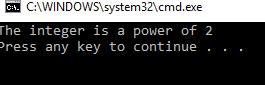 C:\WINDOWS\system32\cmd.exe
The integer is a power of 2
Press any key to continue . . .